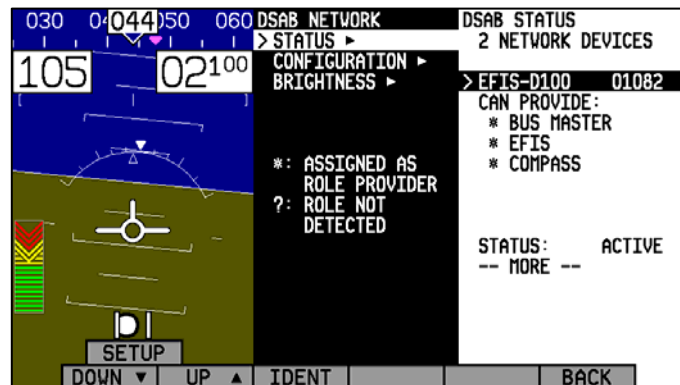 030 04 044 050 060
105
02100
SETUP
DSAB NETWORK
> STATUS ►
CONFIGURATION ►
BRIGHTNESS ►
*: ASSIGNED AS
ROLE PROVIDER
?: ROLE NOT
DETECTED
DSAB STATUS
2 NETWORK DEVICES
> EFIS-D100 01082
CAN PROVIDE:
* BUS MASTER
* EFIS
* COMPASS
STATUS: ACTIVE
-- MORE --
DOWN ▼ UP ▲ IDENT BACK